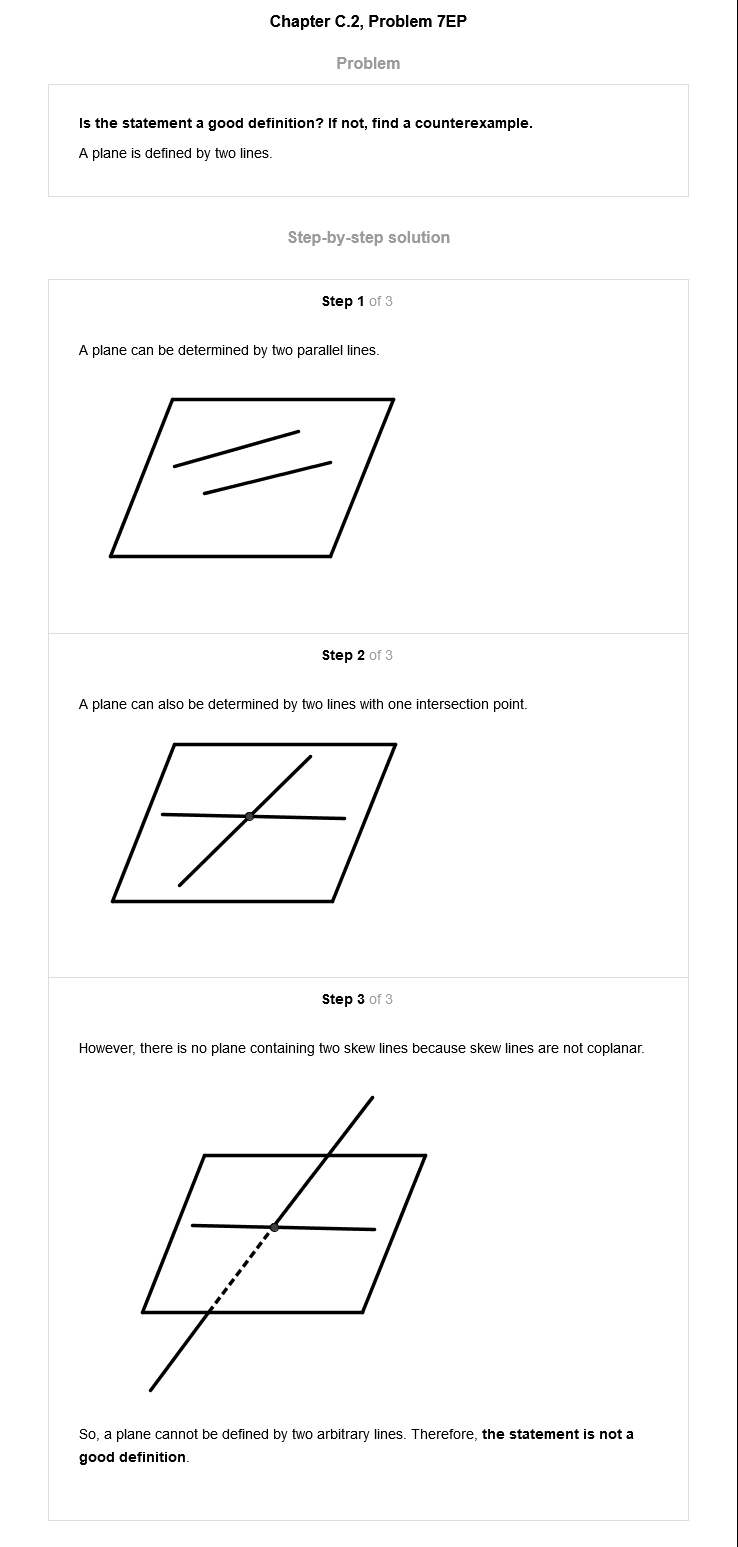 Chapter C.2, Problem 7EP
Problem
Is the statement a good definition? If not, find a counterexample.
A plane is defined by two lines.
Step-by-step solution
Step 1 of 3
A plane can be determined by two parallel lines.
Step 2 of 3
A plane can also be determined by two lines with one intersection point.
Step 3 of 3
However, there is no plane containing two skew lines because skew lines are not coplanar.
So, a plane cannot be defined by two arbitrary lines. Therefore, the statement is not a
good definition.